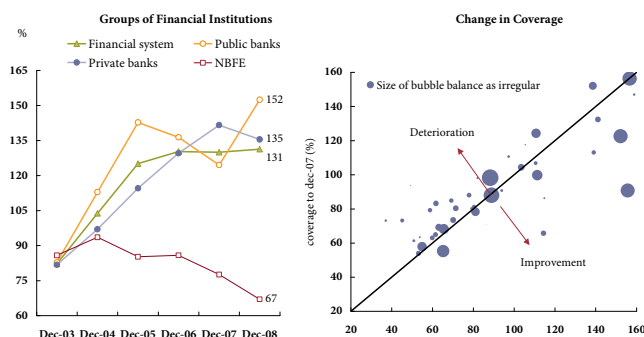 Groups of Financial Institutions
%
Financial system
Public banks
Private banks
NBFE
165
150
135
120
105
90
75
60
152
135
131
67
Dec-03 Dec-04 Dec-05 Dec-06 Dec-07 Dec-08
Change in Coverage
coverage to dec-07 (%)
160
140
120
100
80
60
40
20
Size of bubble balance as irregular
Deterioration
Improvement
20 40 60 80 100 120 140 160